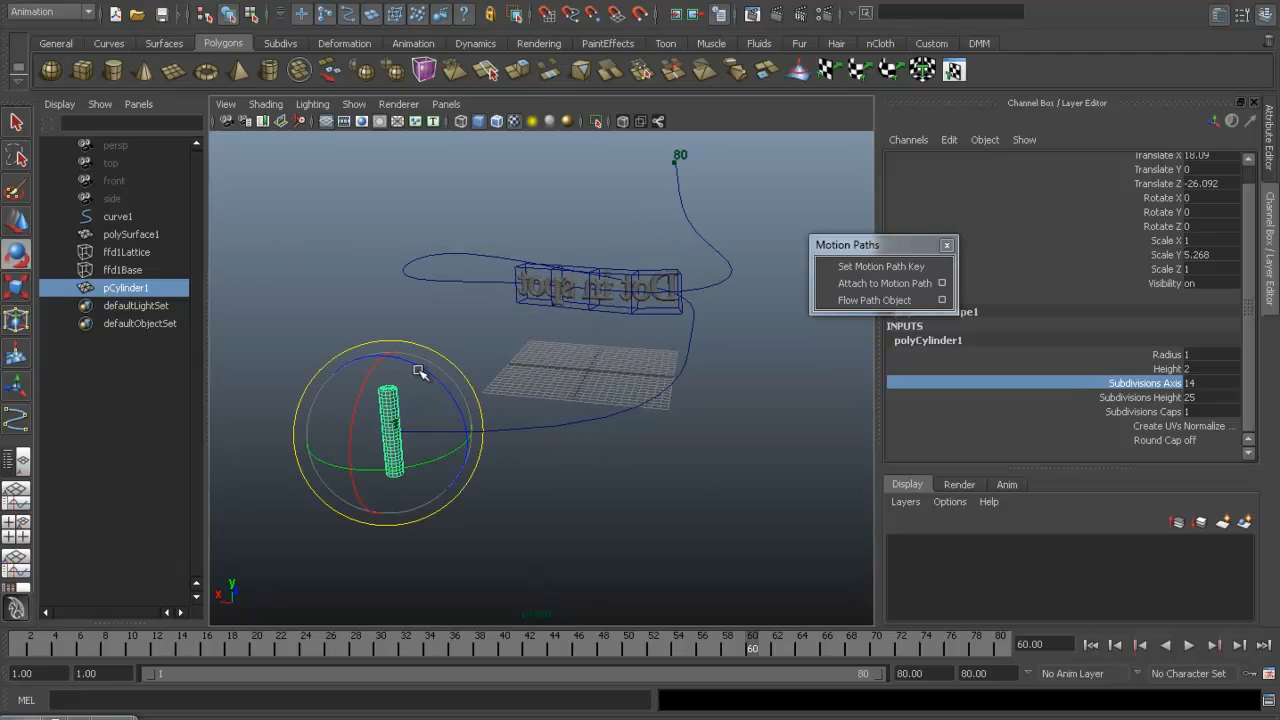 Animation
General Curves Surfaces Polygons Subdivs Deformation Animation Dynamics Rendering PaintEffects Toon Muscle Fluids Fur Hair nCloth Custom DMM
Display Show Panels
View Shading Lighting Show Renderer Panels
persp
top
front
side
curve1
polySurface1
ffd1Lattice
ffd1Base
pCylinder1
defaultLightSet
defaultObjectSet
80
Motion Paths x
Set Motion Path Key
Attach to Motion Path
Flow Path Object
y
x
Channel Box / Layer Editor
Channels Edit Object Show
Translate X 18.09
Translate Y 0
Translate Z -26.092
Rotate X 0
Rotate Y 0
Rotate Z 0
Scale X 1
Scale Y 5.268
Scale Z 1
Visibility on
INPUTS
polyCylinder1
Radius 1
Height 2
Subdivisions Axis 14
Subdivisions Height 25
Subdivisions Caps 1
Create UVs Normalize ...
Round Cap off
Display Render Anim
Layers Options Help
Attribute Editor
Channel Box / Layer Editor
2 4 6 8 10 12 14 16 18 20 22 24 26 28 30 32 34 36 38 40 42 44 46 48 50 52 54 56 58 60 62 64 66 68 70 72 74 76 78 80
60
60.00
1.00 1.00 1 80 80.00 80.00 No Anim Layer No Character Set
MEL